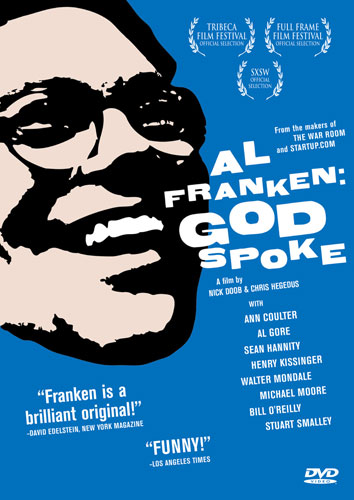 TRIBECA
FILM FESTIVAL
OFFICIAL SELECTION
FULL FRAME
FILM FESTIVAL
OFFICIAL SELECTION
SXSW
OFFICIAL
SELECTION
From the makers of
THE WAR ROOM
and STARTUP.COM
AL
FRANKEN:
GOD
SPOKE
A film by
NICK DOOB & CHRIS HEGEDUS
WITH
ANN COULTER
AL GORE
SEAN HANNITY
HENRY KISSINGER
WALTER MONDALE
MICHAEL MOORE
BILL O'REILLY
STUART SMALLEY
“Franken is a
brilliant original!”
–DAVID EDELSTEIN, NEW YORK MAGAZINE
“FUNNY!”
–LOS ANGELES TIMES
DVD
VIDEO